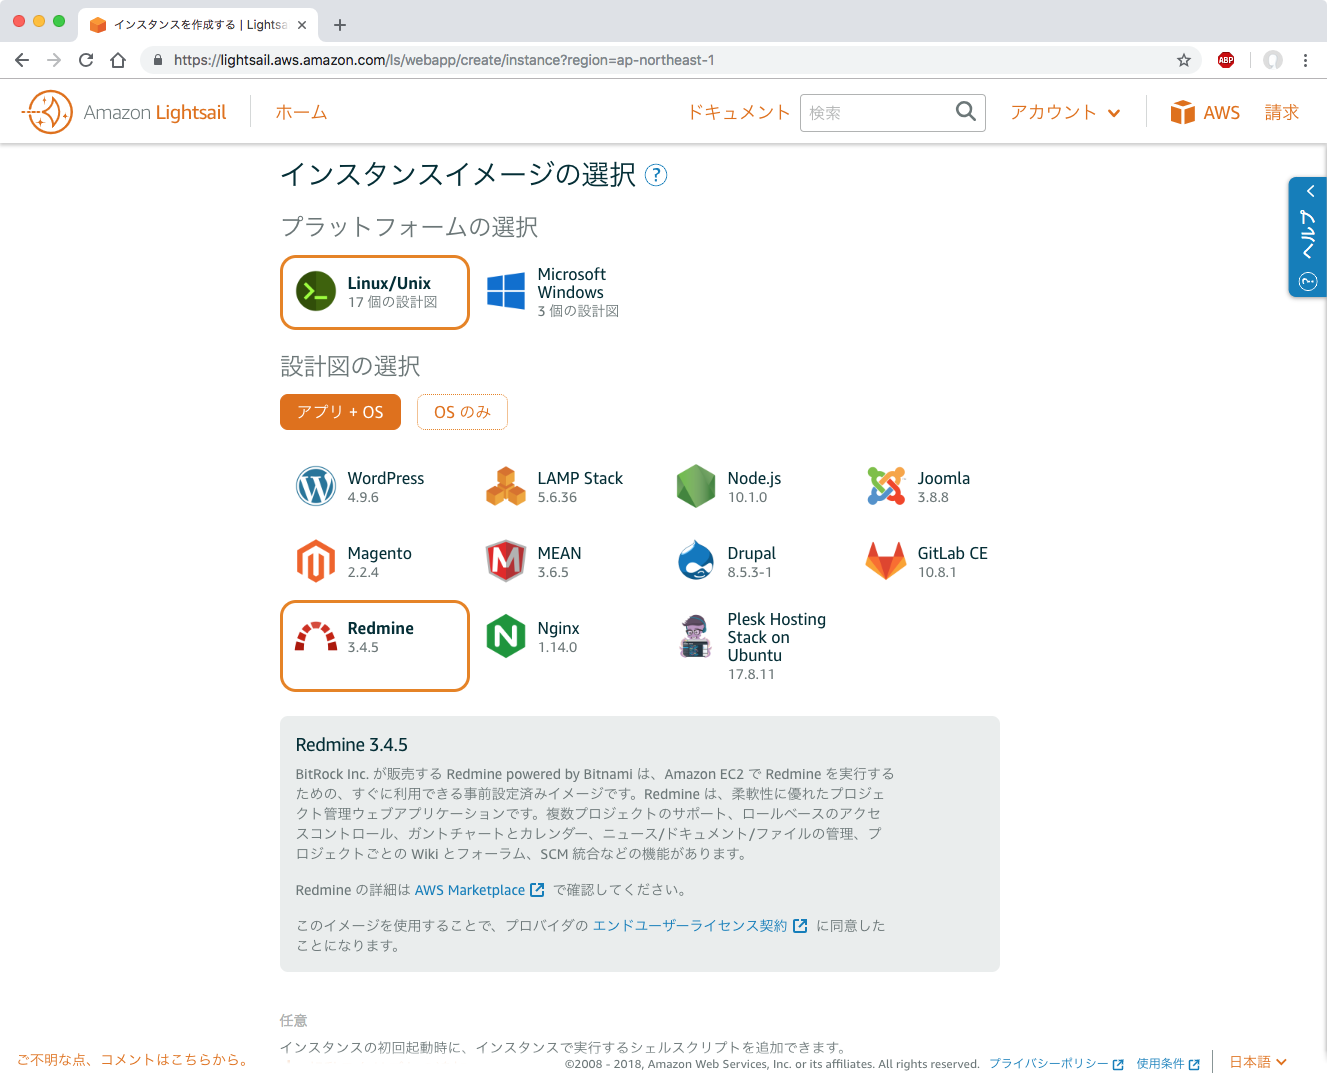 インスタンスを作成する | Lightsa
https://lightsail.aws.amazon.com/ls/webapp/create/instance?region=ap-northeast-1
ABP
Amazon Lightsail
ホーム
ドキュメント
検索
アカウント
AWS
請求
ヘルプ
インスタンスイメージの選択 ?
プラットフォームの選択
Linux/Unix
17 個の設計図
Microsoft
Windows
3 個の設計図
設計図の選択
アプリ + OS
OS のみ
WordPress
4.9.6
LAMP Stack
5.6.36
Node.js
10.1.0
Joomla
3.8.8
Magento
2.2.4
MEAN
3.6.5
Drupal
8.5.3-1
GitLab CE
10.8.1
Redmine
3.4.5
Nginx
1.14.0
Plesk Hosting
Stack on
Ubuntu
17.8.11
Redmine 3.4.5
BitRock Inc. が販売する Redmine powered by Bitnami は、Amazon EC2 で Redmine を実行する
ための、すぐに利用できる事前設定済みイメージです。Redmine は、柔軟性に優れたプロジェ
クト管理ウェブアプリケーションです。複数プロジェクトのサポート、ロールベースのアクセ
スコントロール、ガントチャートとカレンダー、ニュース/ドキュメント/ファイルの管理、プ
ロジェクトごとの Wiki とフォーラム、SCM 統合などの機能があります。
Redmine の詳細は AWS Marketplace で確認してください。
このイメージを使用することで、プロバイダの エンドユーザーライセンス契約 に同意した
ことになります。
任意
インスタンスの初回起動時に、インスタンスで実行するシェルスクリプトを追加できます。
ご不明な点、コメントはこちらから。
©2008 - 2018, Amazon Web Services, Inc. or its affiliates. All rights reserved.
プライバシーポリシー
使用条件
日本語